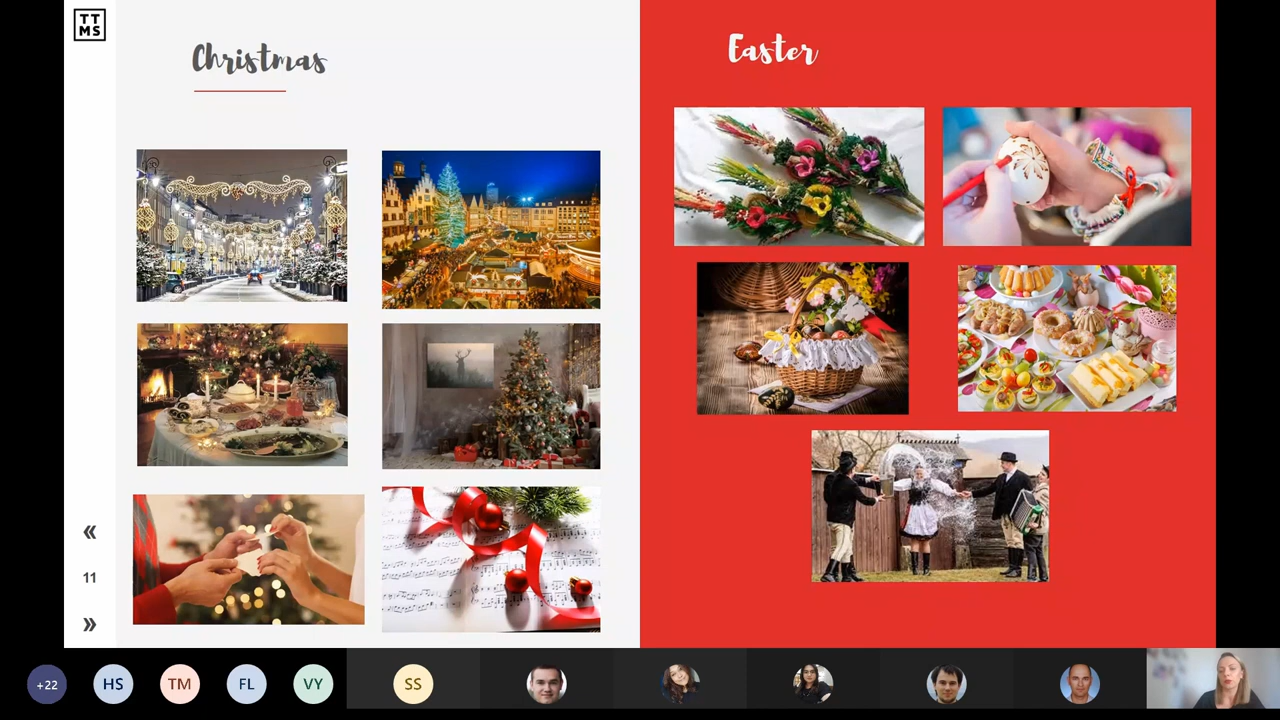 TT
MS
Christmas
Easter
«
11
»
+22
HS
TM
FL
VY
SS